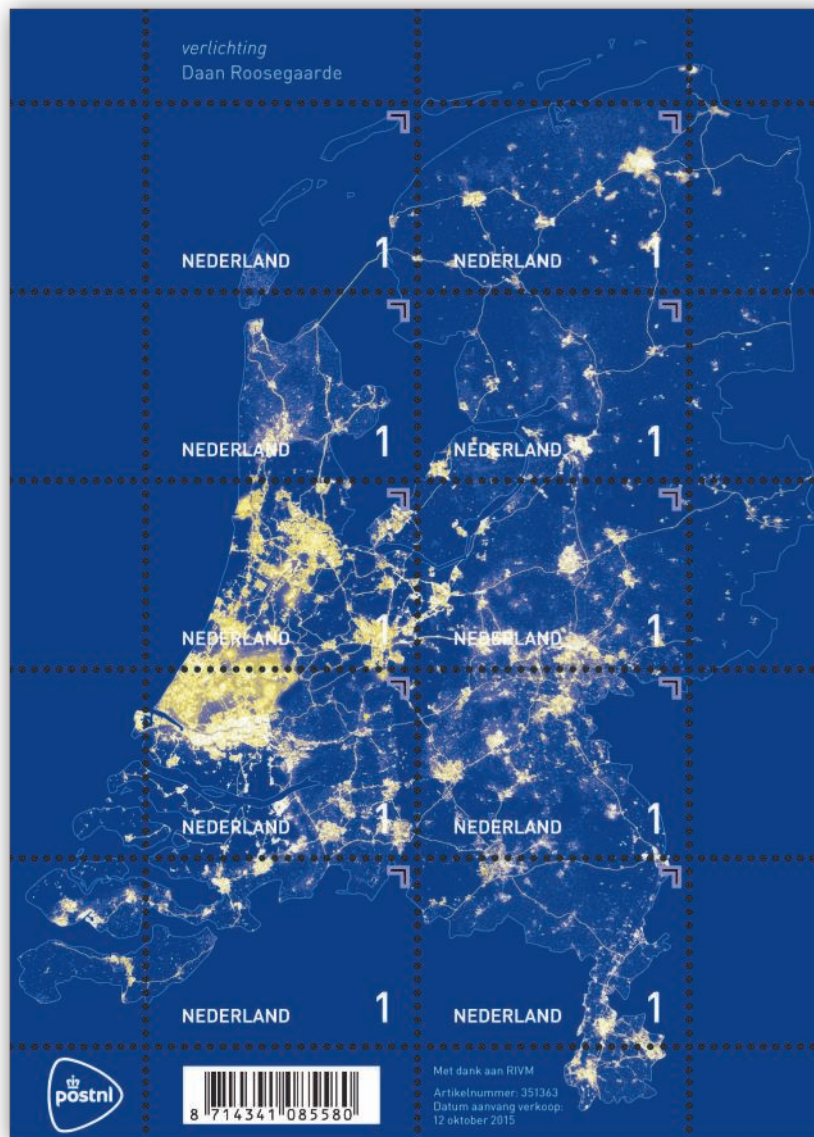 verlichting
Daan Roosegaarde
NEDERLAND 1 NEDERLAND 1
NEDERLAND 1 NEDERLAND 1
NEDERLAND 1 NEDERLAND 1
NEDERLAND 1 NEDERLAND 1
NEDERLAND 1 NEDERLAND 1
postnl
8 714341 085580
Met dank aan RIVM
Artikelnummer: 351363
Datum aanvang verkoop:
12 oktober 2015